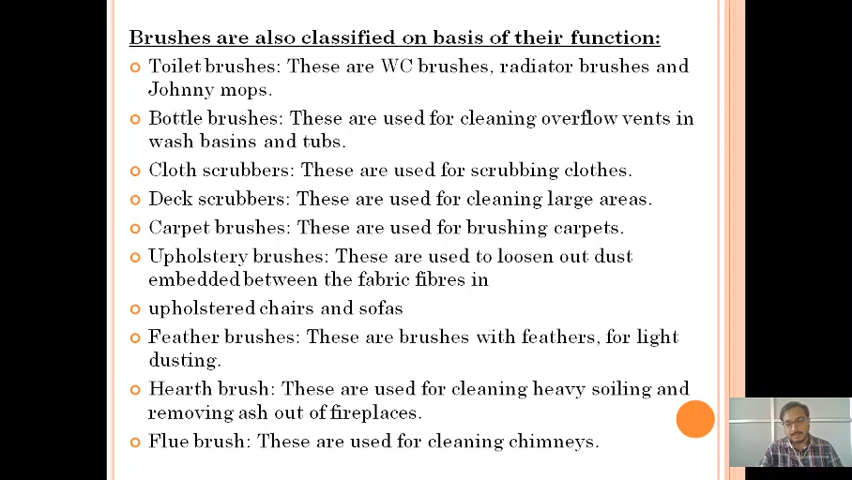 Brushes are also classified on basis of their function:
Toilet brushes: These are WC brushes, radiator brushes and
Johnny mops.
Bottle brushes: These are used for cleaning overflow vents in
wash basins and tubs.
Cloth scrubbers: These are used for scrubbing clothes.
Deck scrubbers: These are used for cleaning large areas.
Carpet brushes: These are used for brushing carpets.
Upholstery brushes: These are used to loosen out dust
embedded between the fabric fibres in
upholstered chairs and sofas
Feather brushes: These are brushes with feathers, for light
dusting.
Hearth brush: These are used for cleaning heavy soiling and
removing ash out of fireplaces.
Flue brush: These are used for cleaning chimneys.